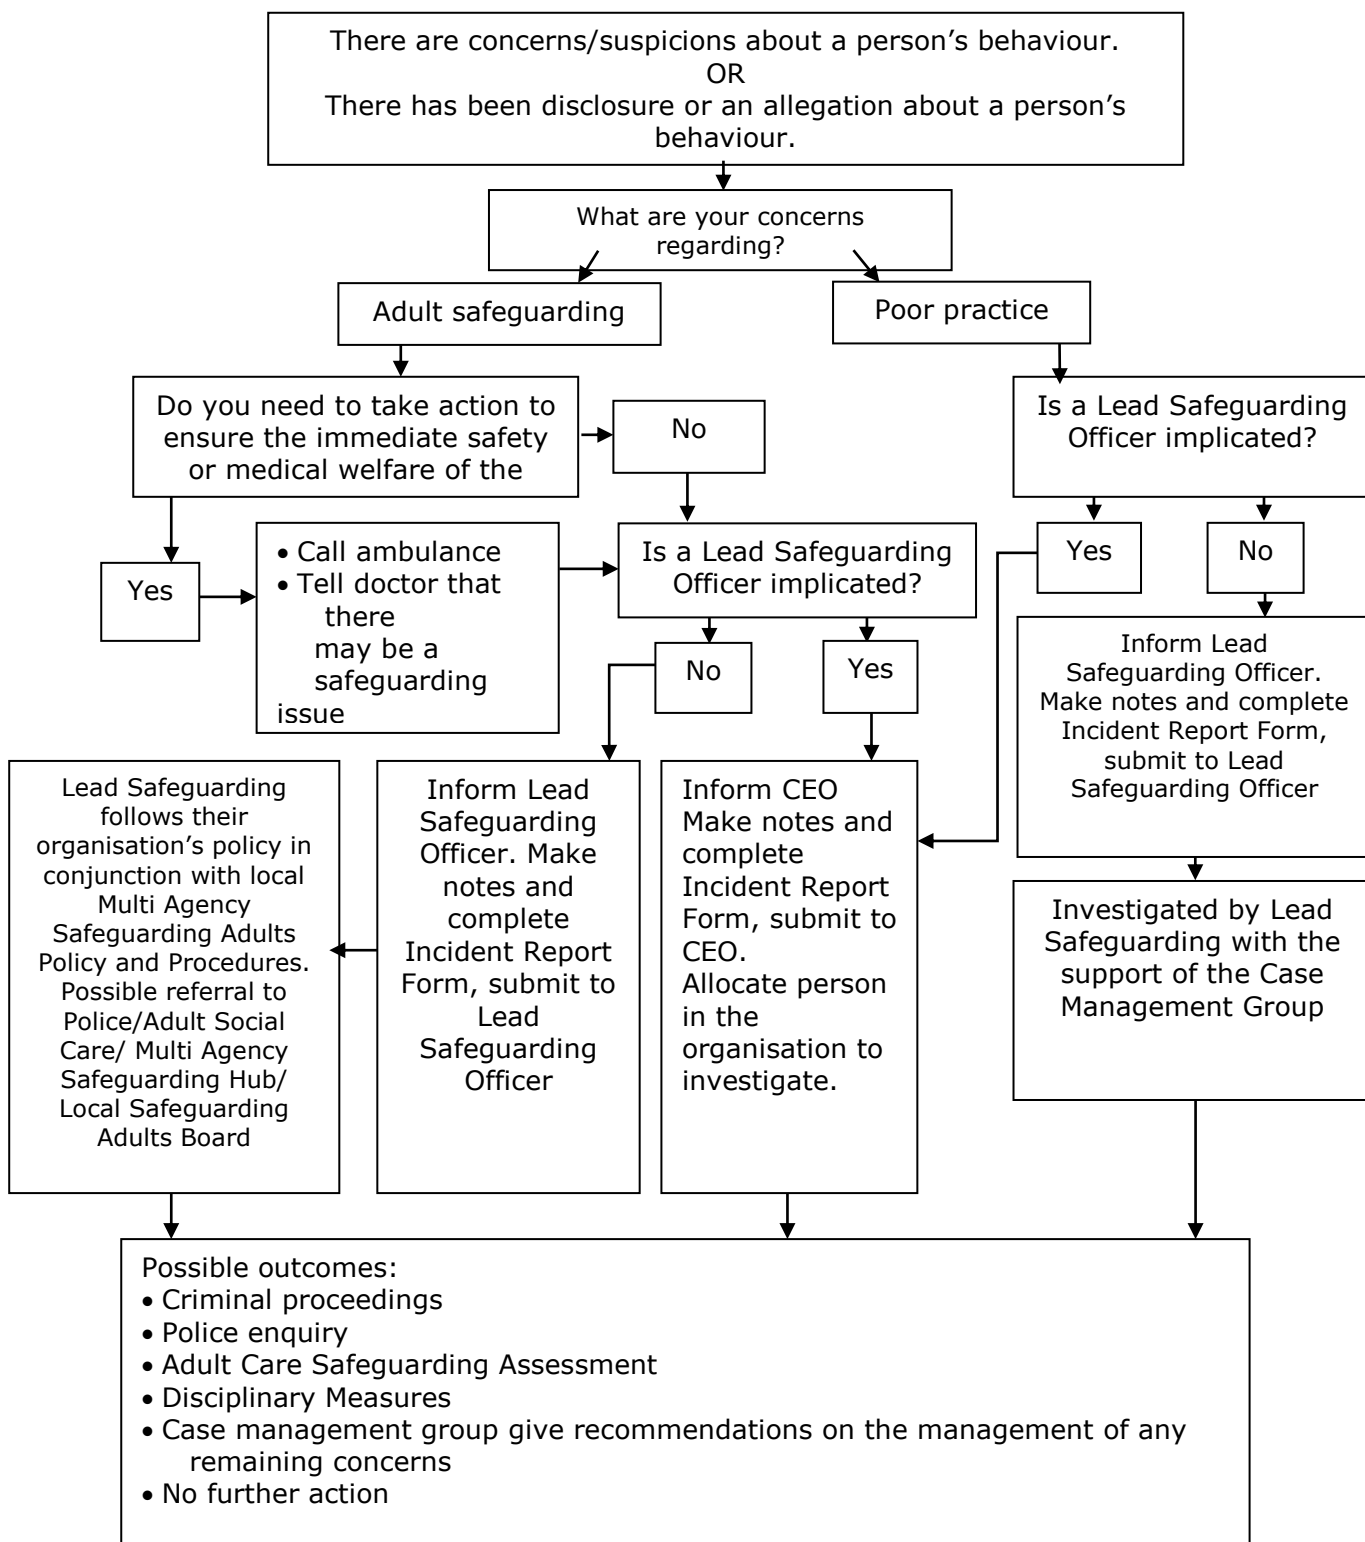 There are concerns/suspicions about a person’s behaviour.
OR
There has been disclosure or an allegation about a person’s
behaviour.
What are your concerns
regarding?
Adult safeguarding
Poor practice
Do you need to take action to
ensure the immediate safety
or medical welfare of the
No
Is a Lead Safeguarding
Officer implicated?
Yes
• Call ambulance
• Tell doctor that
there
may be a
safeguarding
issue
Is a Lead Safeguarding
Officer implicated?
Yes
No
No
Yes
Inform Lead
Safeguarding Officer.
Make notes and complete
Incident Report Form,
submit to Lead
Safeguarding Officer
Lead Safeguarding
follows their
organisation’s policy in
conjunction with local
Multi Agency
Safeguarding Adults
Policy and Procedures.
Possible referral to
Police/Adult Social
Care/ Multi Agency
Safeguarding Hub/
Local Safeguarding
Adults Board
Inform Lead
Safeguarding
Officer. Make
notes and
complete
Incident Report
Form, submit to
Lead
Safeguarding
Officer
Inform CEO
Make notes and
complete
Incident Report
Form, submit to
CEO.
Allocate person
in the
organisation to
investigate.
Investigated by Lead
Safeguarding with the
support of the Case
Management Group
Possible outcomes:
• Criminal proceedings
• Police enquiry
• Adult Care Safeguarding Assessment
• Disciplinary Measures
• Case management group give recommendations on the management of any
remaining concerns
• No further action